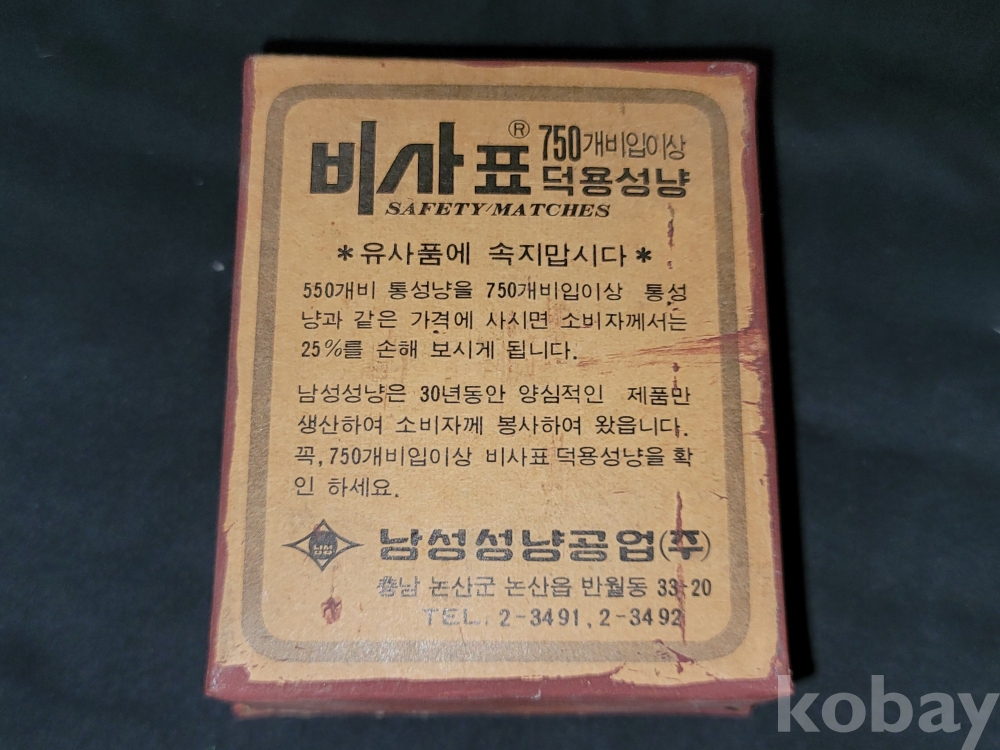 비사표® 750개비입이상
덕용성냥
SAFETY/MATCHES
*유사품에 속지맙시다*
550개비 통성냥을 750개비입이상 통성
냥과 같은 가격에 사시면 소비자께서는
25%를 손해 보시게 됩니다.
남성성냥은 30년동안 양심적인 제품만
생산하여 소비자께 봉사하여 왔읍니다.
꼭, 750개비입이상 비사표 덕용성냥을 확
인 하세요.
남성
남성성냥공업(주)
충남 논산군 논산읍 반월동 33-20
TEL. 2-3491, 2-3492
kobay